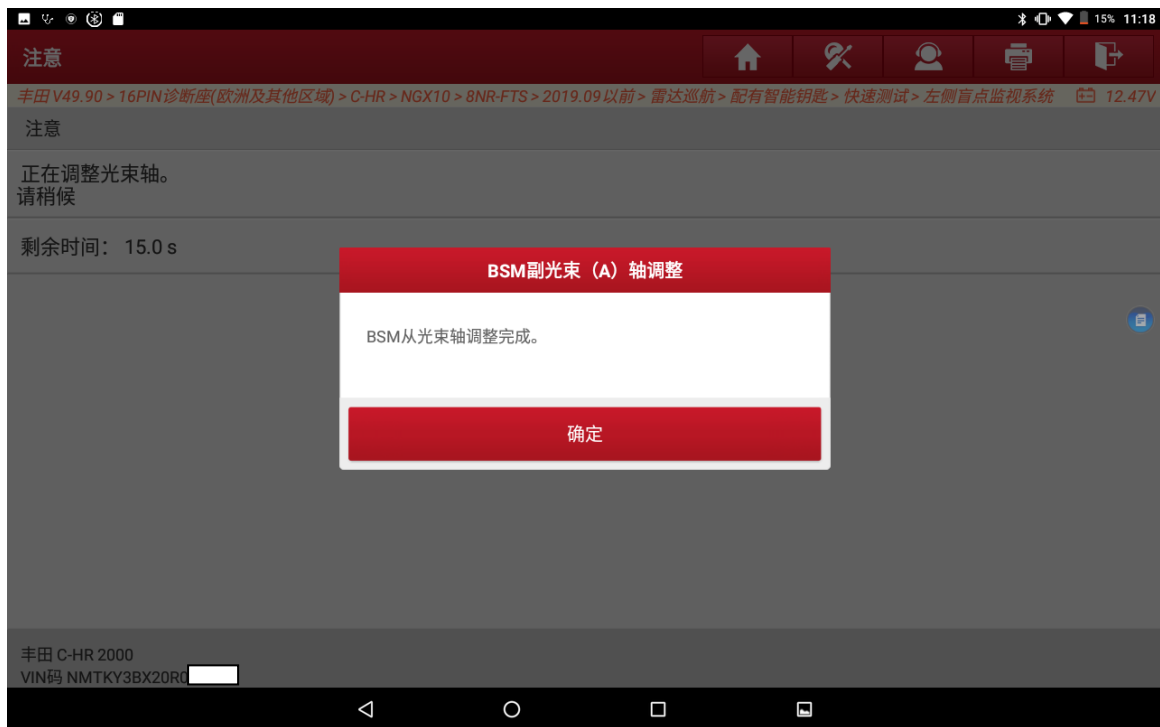 15% 11:18
注意
丰田 V49.90 > 16PIN诊断座(欧洲及其他区域) > C-HR > NGX10 > 8NR-FTS > 2019.09以前 > 雷达巡航 > 配有智能钥匙 > 快速测试 > 左侧盲点监视系统 12.47V
注意
正在调整光束轴。
请稍候
剩余时间： 15.0 s
BSM副光束（A）轴调整
BSM从光束轴调整完成。
确定
丰田 C-HR 2000
VIN码 NMTKY3BX20R0